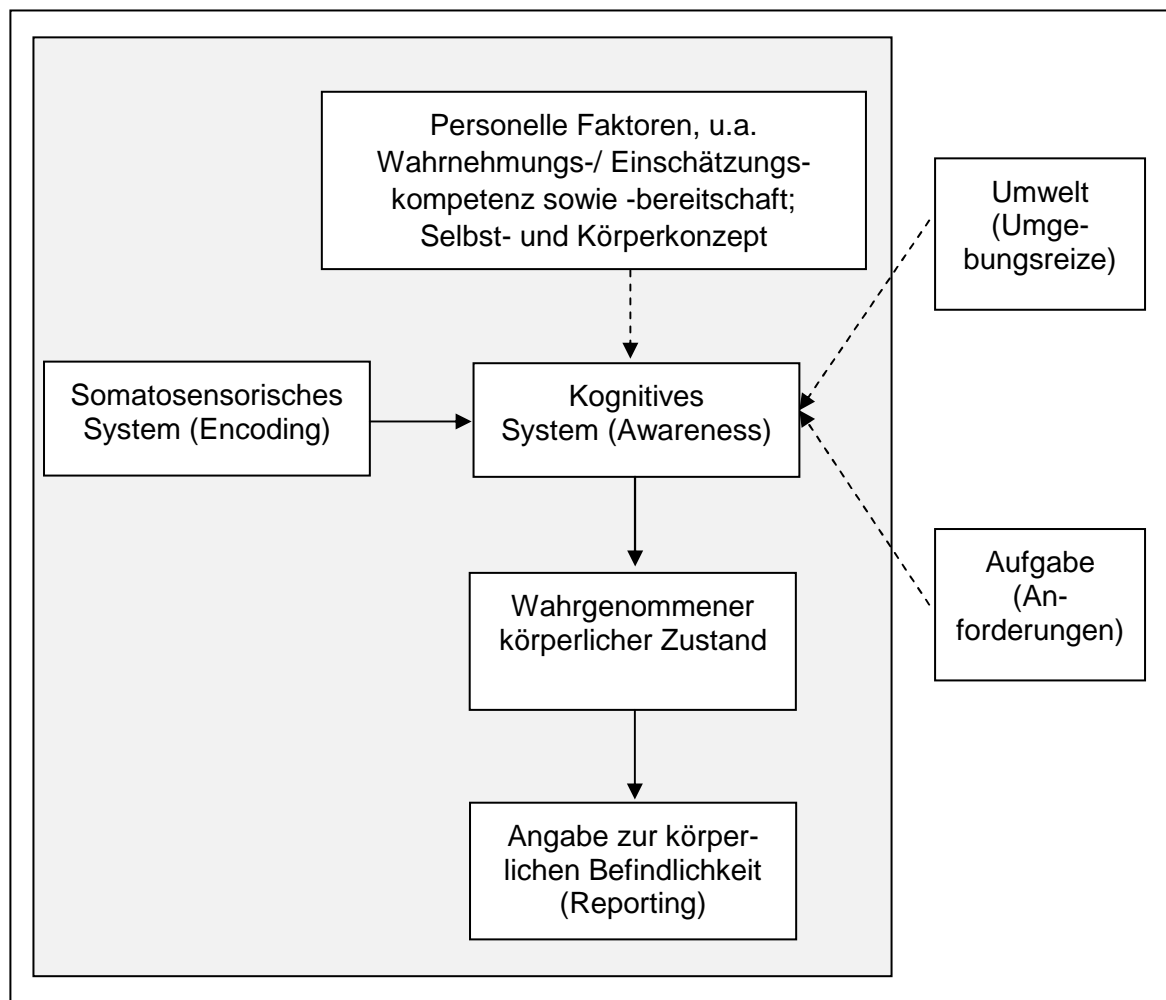 Personelle Faktoren, u.a.
Wahrnehmungs-/ Einschätzungs-
kompetenz sowie -bereitschaft;
Selbst- und Körperkonzept
Umwelt
(Umge-
bungsreize)
Somatosensorisches
System (Encoding)
Kognitives
System (Awareness)
Aufgabe
(An-
forderungen)
Wahrgenommener
körperlicher Zustand
Angabe zur körper-
lichen Befindlichkeit
(Reporting)